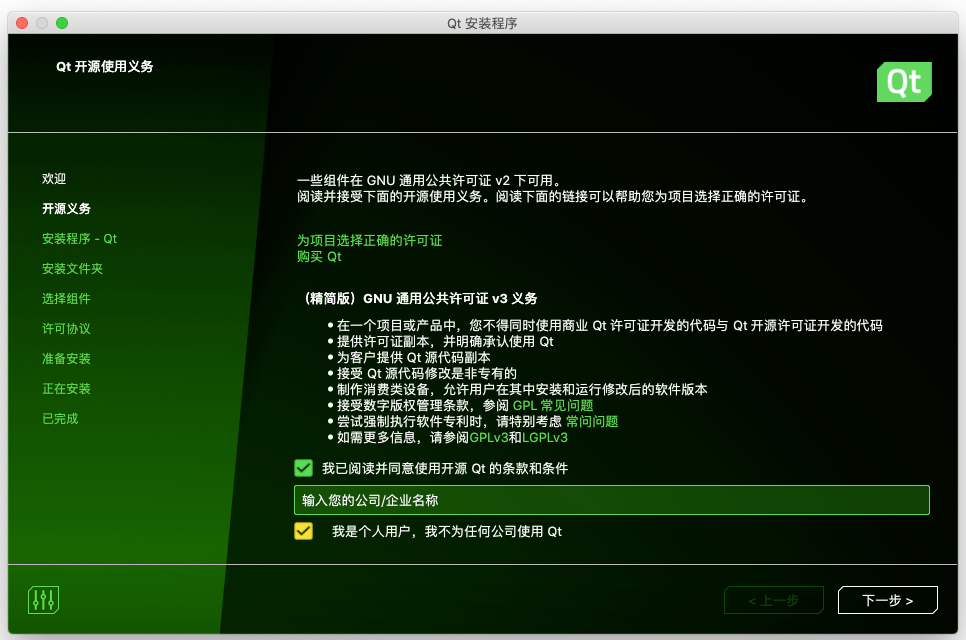 Qt 安装程序
Qt 开源使用义务
Qt
欢迎
开源义务
安装程序 - Qt
安装文件夹
选择组件
许可协议
准备安装
正在安装
已完成
一些组件在 GNU 通用公共许可证 v2 下可用。
阅读并接受下面的开源使用义务。阅读下面的链接可以帮助您为项目选择正确的许可证。
为项目选择正确的许可证
购买 Qt
（精简版）GNU 通用公共许可证 v3 义务
• 在一个项目或产品中，您不得同时使用商业 Qt 许可证开发的代码与 Qt 开源许可证开发的代码
• 提供许可证副本，并明确承认使用 Qt
• 为客户提供 Qt 源代码副本
• 接受 Qt 源代码修改是非专有的
• 制作消费类设备，允许用户在其中安装和运行修改后的软件版本
• 接受数字版权管理条款，参阅 GPL 常见问题
• 尝试强制执行软件专利时，请特别考虑 常问问题
• 如需更多信息，请参阅GPLv3和LGPLv3
我已阅读并同意使用开源 Qt 的条款和条件
输入您的公司/企业名称
我是个人用户，我不为任何公司使用 Qt
< 上一步
下一步 >